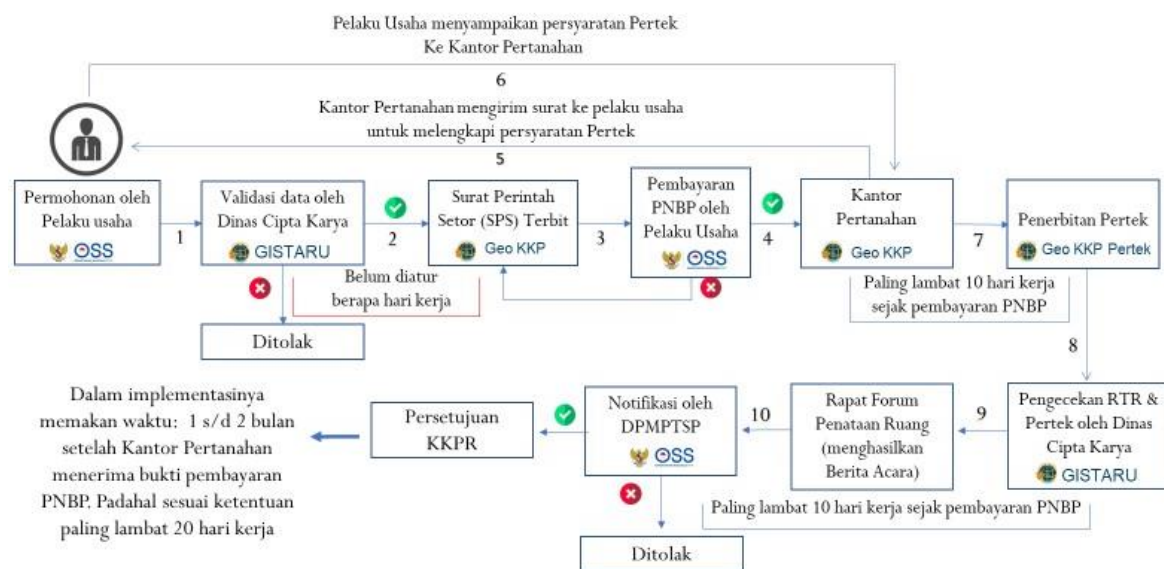 Pelaku Usaha menyampaikan persyaratan Pertek
Ke Kantor Pertanahan
6
Kantor Pertanahan mengirim surat ke pelaku usaha
untuk melengkapi persyaratan Pertek
5
Permohonan oleh
Pelaku usaha
OSS
1
Validasi data oleh
Dinas Cipta Karya
GISTARU
2
Surat Perintah
Setor (SPS) Terbit
Geo KKP
3
Pembayaran
PNBP oleh
Pelaku Usaha
OSS
4
Kantor
Pertanahan
Geo KKP
7
Penerbitan Pertek
Geo KKP Pertek
Belum diatur
berapa hari kerja
Paling lambat 10 hari kerja
sejak pembayaran PNBP
Ditolak
8
Dalam implementasinya
memakan waktu: 1 s/d 2 bulan
setelah Kantor Pertanahan
menerima bukti pembayaran
PNBP. Padahal sesuai ketentuan
paling lambat 20 hari kerja
Persetujuan
KKPR
Notifikasi oleh
DPMPTSP
OSS
10
Rapat Forum
Penataan Ruang
(menghasilkan
Berita Acara)
9
Pengecekan RTR &
Pertek oleh Dinas
Cipta Karya
GISTARU
Paling lambat 10 hari kerja sejak pembayaran PNBP
Ditolak